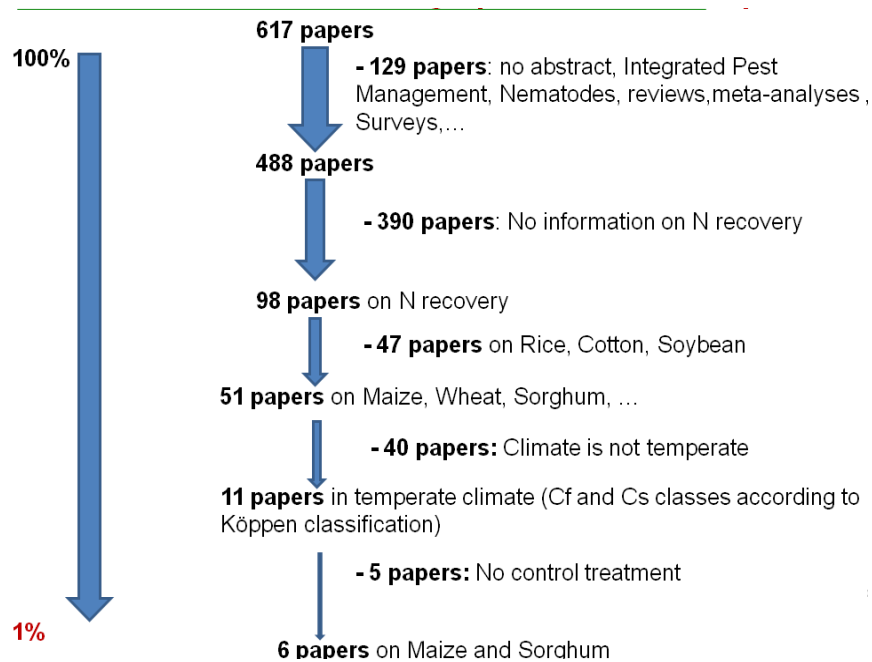 617 papers
100%
- 129 papers: no abstract, Integrated Pest
Management, Nematodes, reviews,meta-analyses ,
Surveys,…
488 papers
- 390 papers: No information on N recovery
98 papers on N recovery
- 47 papers on Rice, Cotton, Soybean
51 papers on Maize, Wheat, Sorghum, …
- 40 papers: Climate is not temperate
11 papers in temperate climate (Cf and Cs classes according to
Köppen classification)
- 5 papers: No control treatment
1%
6 papers on Maize and Sorghum